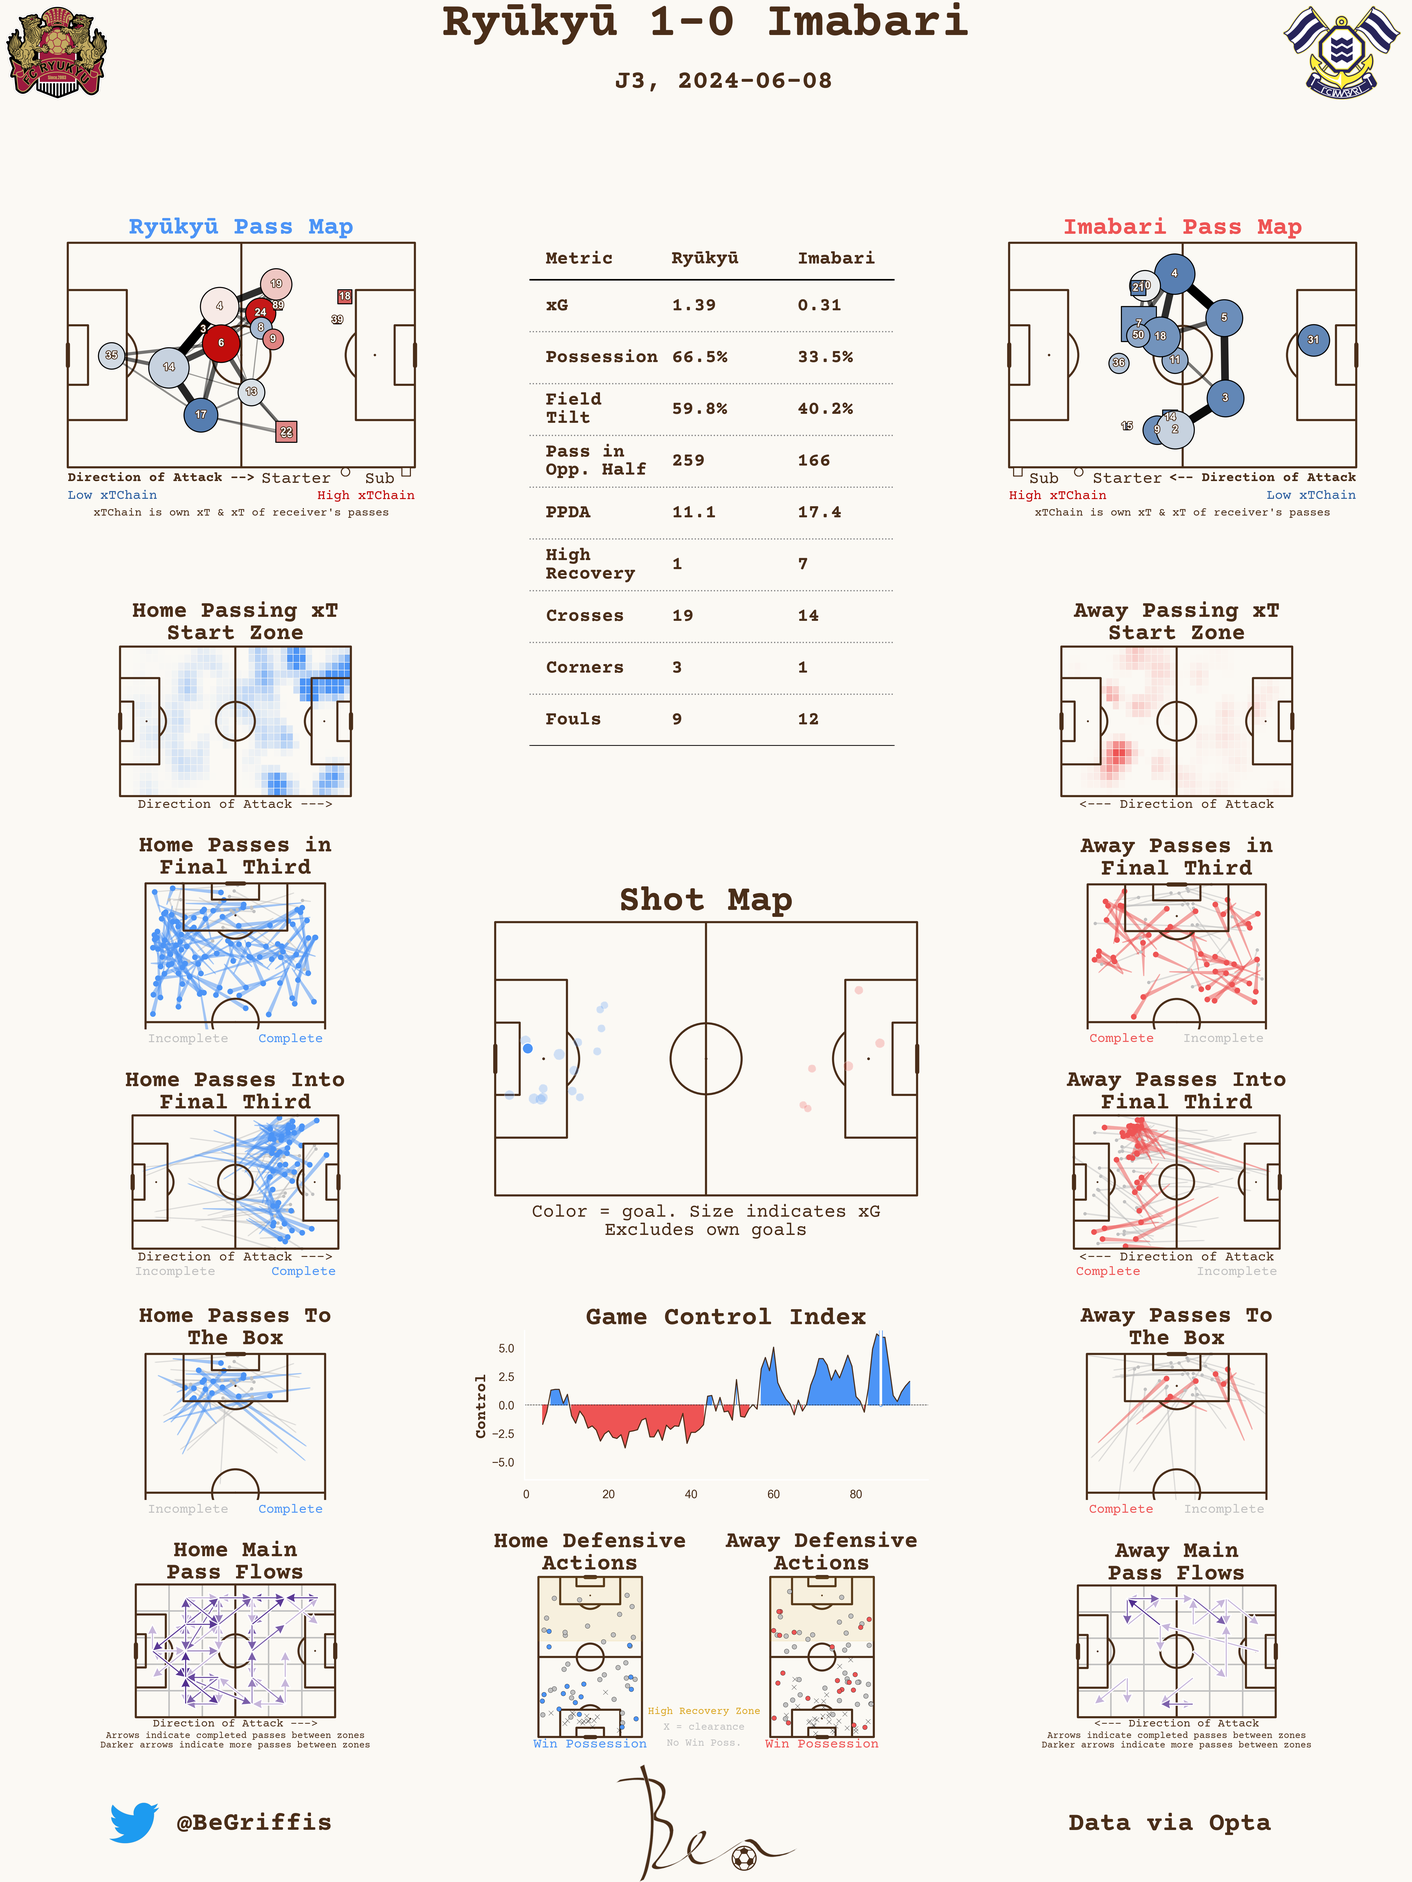 Ryūkyū 1-0 Imabari
J3, 2024-06-08
FC RYUKYU
FC IMABARI
Ryūkyū Pass Map
19
4
89
24
18
39
3
8
6
9
35
14
13
17
22
Direction of Attack --> Starter Sub
Low xTChain High xTChain
xTChain is own xT & xT of receiver's passes
Metric Ryūkyū Imabari
xG 1.39 0.31
Possession 66.5% 33.5%
Field
Tilt 59.8% 40.2%
Pass in
Opp. Half 259 166
PPDA 11.1 17.4
High
Recovery 1 7
Crosses 19 14
Corners 3 1
Fouls 9 12
Imabari Pass Map
4
21
0
7
5
50
18
31
36
11
3
14
15
9
2
Sub Starter <-- Direction of Attack
High xTChain Low xTChain
xTChain is own xT & xT of receiver's passes
Home Passing xT
Start Zone
Direction of Attack --->
Away Passing xT
Start Zone
<--- Direction of Attack
Home Passes in
Final Third
Incomplete Complete
Away Passes in
Final Third
Complete Incomplete
Shot Map
Color = goal. Size indicates xG
Excludes own goals
Home Passes Into
Final Third
Direction of Attack --->
Incomplete Complete
Away Passes Into
Final Third
<--- Direction of Attack
Complete Incomplete
Home Passes To
The Box
Incomplete Complete
Game Control Index
Control
5.0
2.5
0.0
−2.5
−5.0
0 20 40 60 80
Away Passes To
The Box
Complete Incomplete
Home Main
Pass Flows
Direction of Attack --->
Arrows indicate completed passes between zones
Darker arrows indicate more passes between zones
Home Defensive
Actions
Win Possession
Away Defensive
Actions
Win Possession
High Recovery Zone
X = clearance
No Win Poss.
Away Main
Pass Flows
<--- Direction of Attack
Arrows indicate completed passes between zones
Darker arrows indicate more passes between zones
@BeGriffis
Ben
Data via Opta